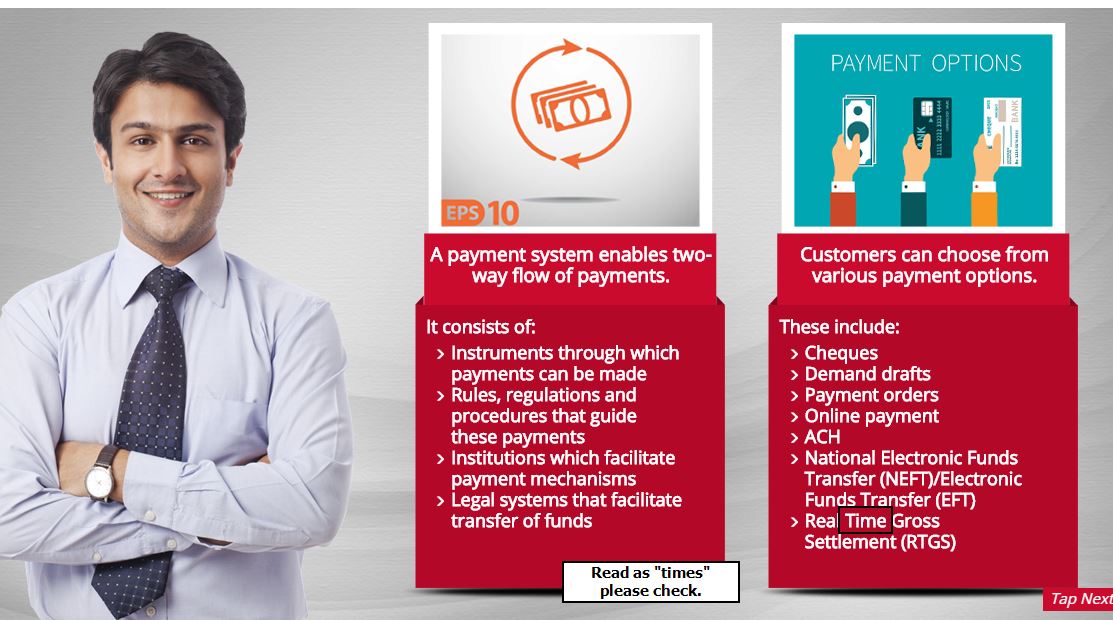 EPS 10
PAYMENT OPTIONS
BANK
1111 2222 3333 4444
CHEQUE
BANK
A payment system enables two-
way flow of payments.
It consists of:
› Instruments through which
payments can be made
› Rules, regulations and
procedures that guide
these payments
› Institutions which facilitate
payment mechanisms
› Legal systems that facilitate
transfer of funds
Customers can choose from
various payment options.
These include:
› Cheques
› Demand drafts
› Payment orders
› Online payment
› ACH
› National Electronic Funds
Transfer (NEFT)/Electronic
Funds Transfer (EFT)
› Real Time Gross
Settlement (RTGS)
Read as "times"
please check.
Tap Next